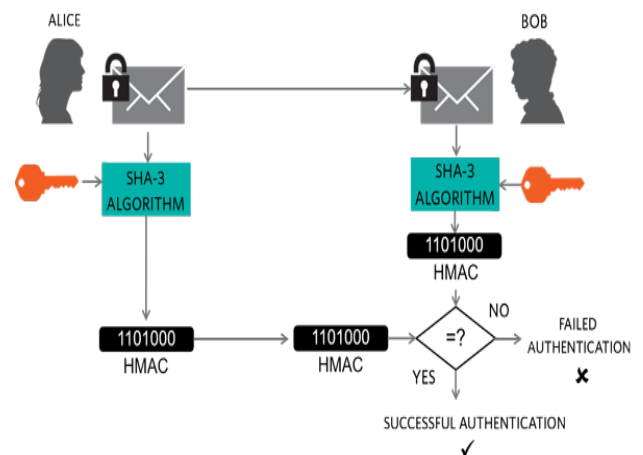 ALICE
BOB
SHA-3
ALGORITHM
SHA-3
ALGORITHM
1101000
HMAC
1101000
HMAC
1101000
HMAC
=?
NO
YES
FAILED
AUTHENTICATION
SUCCESSFUL AUTHENTICATION